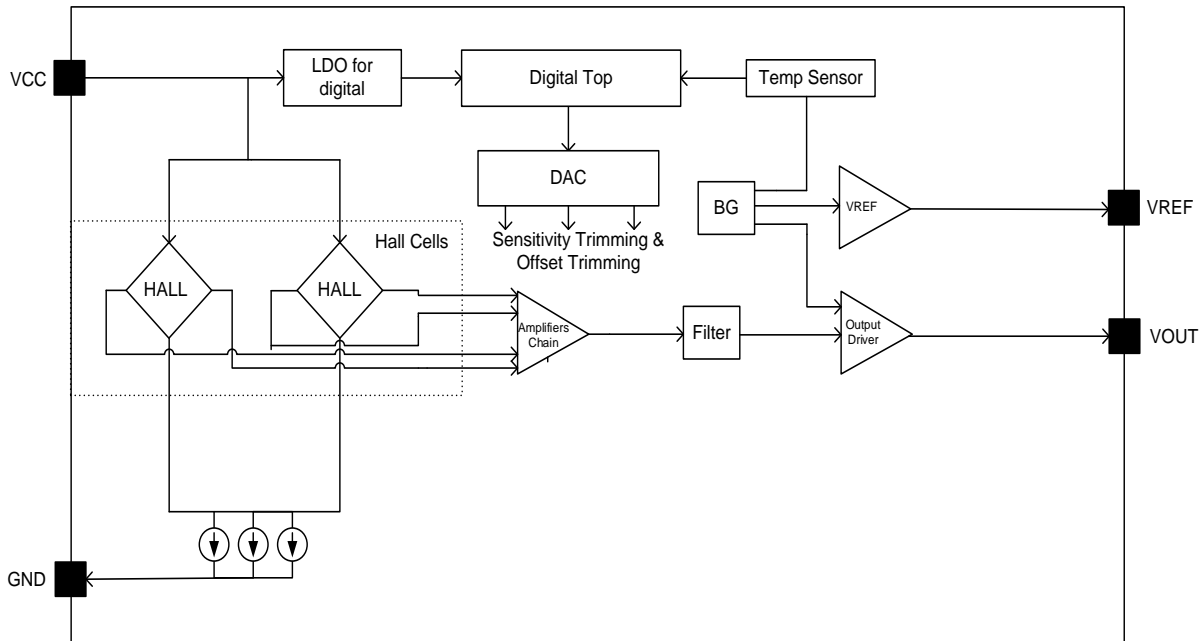 VCC
LDO for
digital
Digital Top
Temp Sensor
DAC
BG
VREF
VREF
Sensitivity Trimming &
Offset Trimming
Hall Cells
HALL
HALL
Amplifiers
Chain
Filter
Output
Driver
VOUT
GND